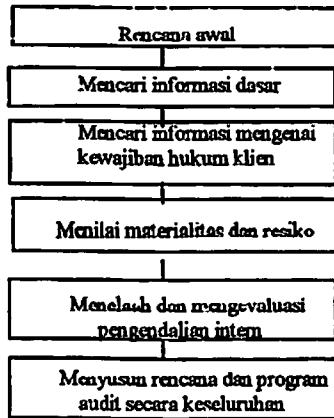 Rencana awal
Mencari informasi dasar
Mencari informasi mengenai
kewajiban hukum klien
Menilai materialitas dan resiko
Menelaah dan mengevaluasi
pengendalian intern
Menyusun rencana dan program
audit secara keseluruhan